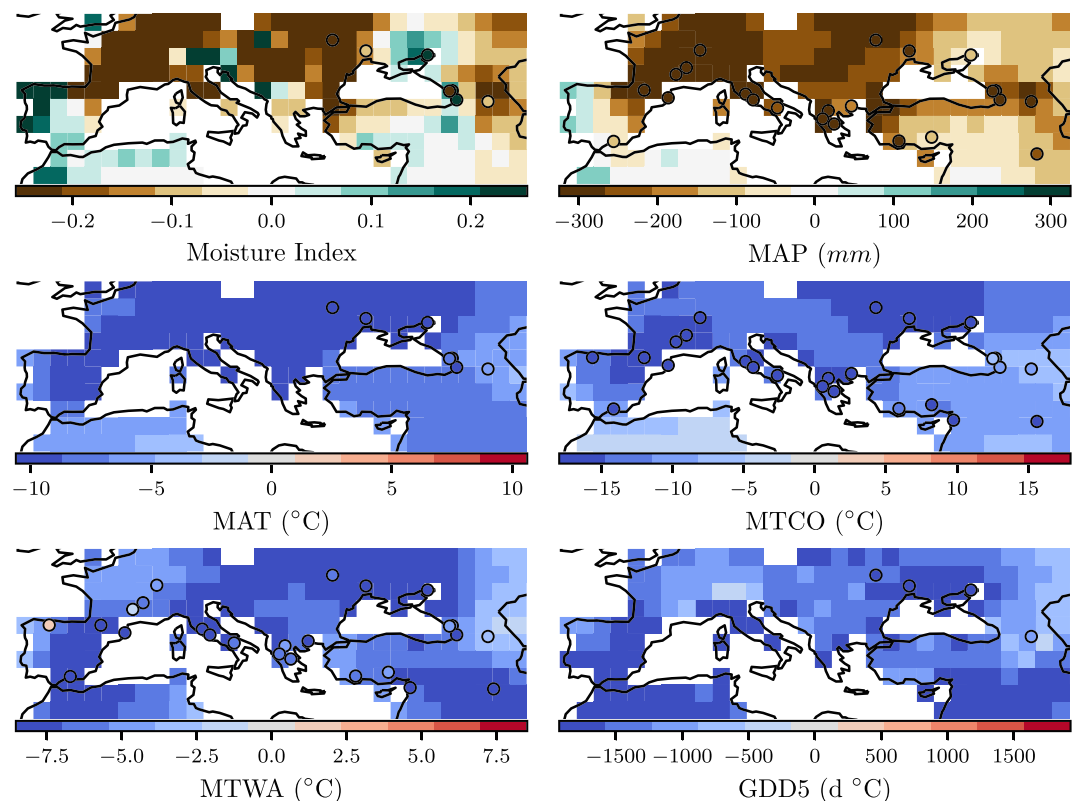 −0.2 −0.1 0.0 0.1 0.2
Moisture Index
−300 −200 −100 0 100 200 300
MAP (mm)
−10 −5 0 5 10
MAT (°C)
−15 −10 −5 0 5 10 15
MTCO (°C)
−7.5 −5.0 −2.5 0.0 2.5 5.0 7.5
MTWA (°C)
−1500 −1000 −500 0 500 1000 1500
GDD5 (d °C)